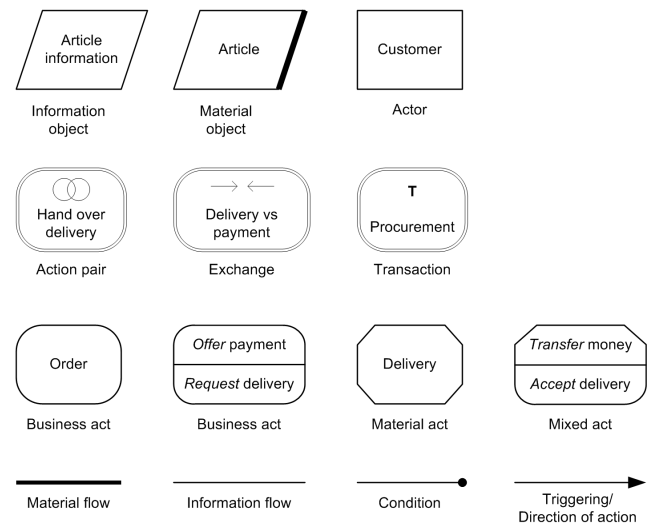 Article
information
Article
Customer
Information
object
Material
object
Actor
Hand over
delivery
Delivery vs
payment
T
Procurement
Action pair
Exchange
Transaction
Order
Offer payment
Request delivery
Delivery
Transfer money
Accept delivery
Business act
Business act
Material act
Mixed act
Material flow
Information flow
Condition
Triggering/
Direction of action